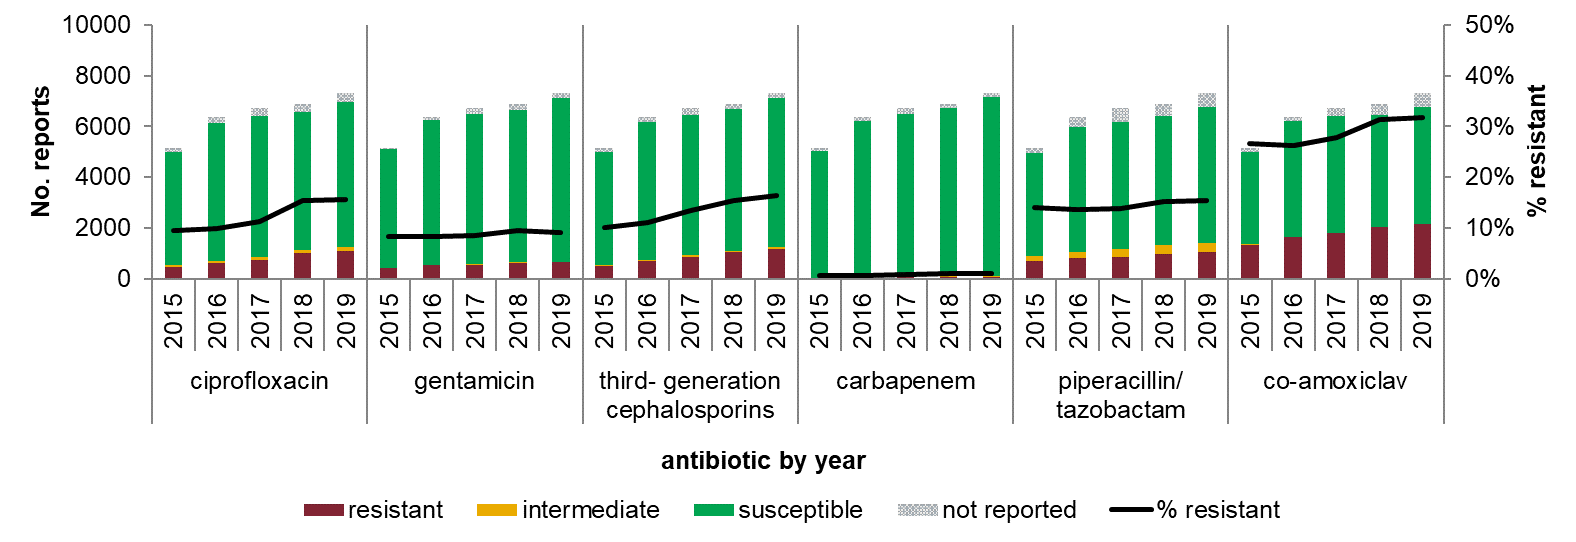 10000
8000
6000
4000
2000
0
No. reports
50%
40%
30%
20%
10%
0%
% resistant
2015 2016 2017 2018 2019 2015 2016 2017 2018 2019 2015 2016 2017 2018 2019 2015 2016 2017 2018 2019 2015 2016 2017 2018 2019 2015 2016 2017 2018 2019
ciprofloxacin gentamicin third- generation carbapenem piperacillin/ co-amoxiclav
cephalosporins tazobactam
antibiotic by year
resistant intermediate susceptible not reported % resistant